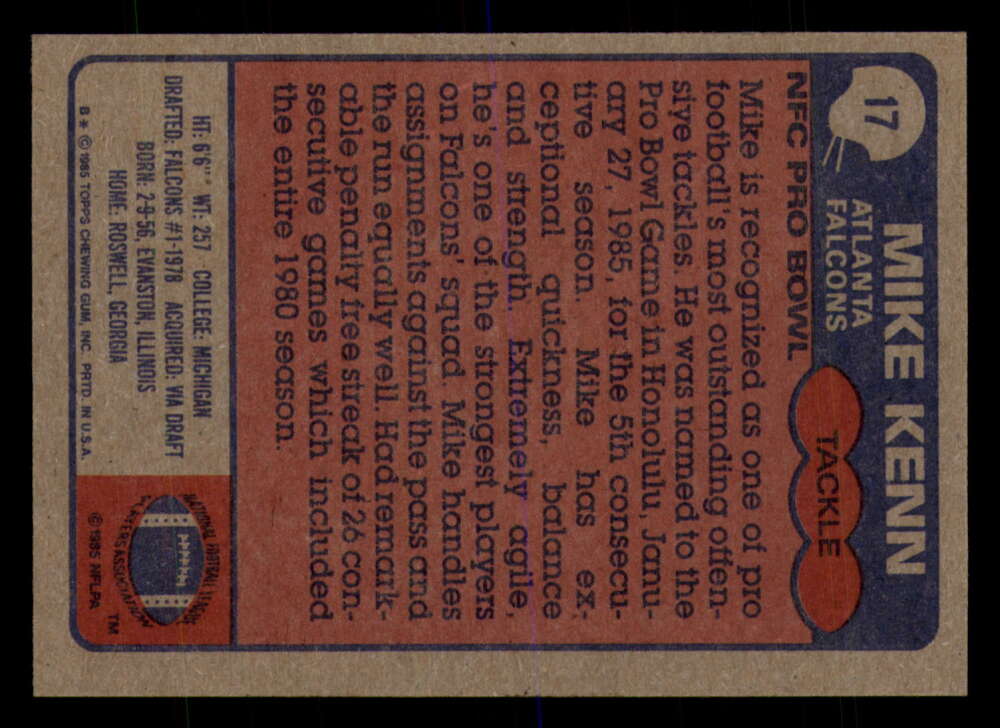 17
MIKE KENN
ATLANTA
FALCONS
TACKLE
NFC PRO BOWL
Mike is recognized as one of pro
football's most outstanding offen-
sive tackles. He was named to the
Pro Bowl Game in Honolulu, Janu-
ary 27, 1985, for the 5th consecu-
tive season. Mike has ex-
ceptional quickness, balance
and strength. Extremely agile,
he's one of the strongest players
on Falcons' squad. Mike handles
assignments against the pass and
the run equally well. Had remark-
able penalty free streak of 26 con-
secutive games which included
the entire 1980 season.
HT: 6'6" WT: 257 COLLEGE: MICHIGAN
DRAFTED: FALCONS #1-1978 ACQUIRED: VIA DRAFT
BORN: 2-9-56, EVANSTON, ILLINOIS
HOME: ROSWELL, GEORGIA
B * © 1985 TOPPS CHEWING GUM, INC. PRTD. IN U.S.A.
NATIONAL FOOTBALL LEAGUE
PLAYERS ASSOCIATION
TM
© 1985 NFLPA